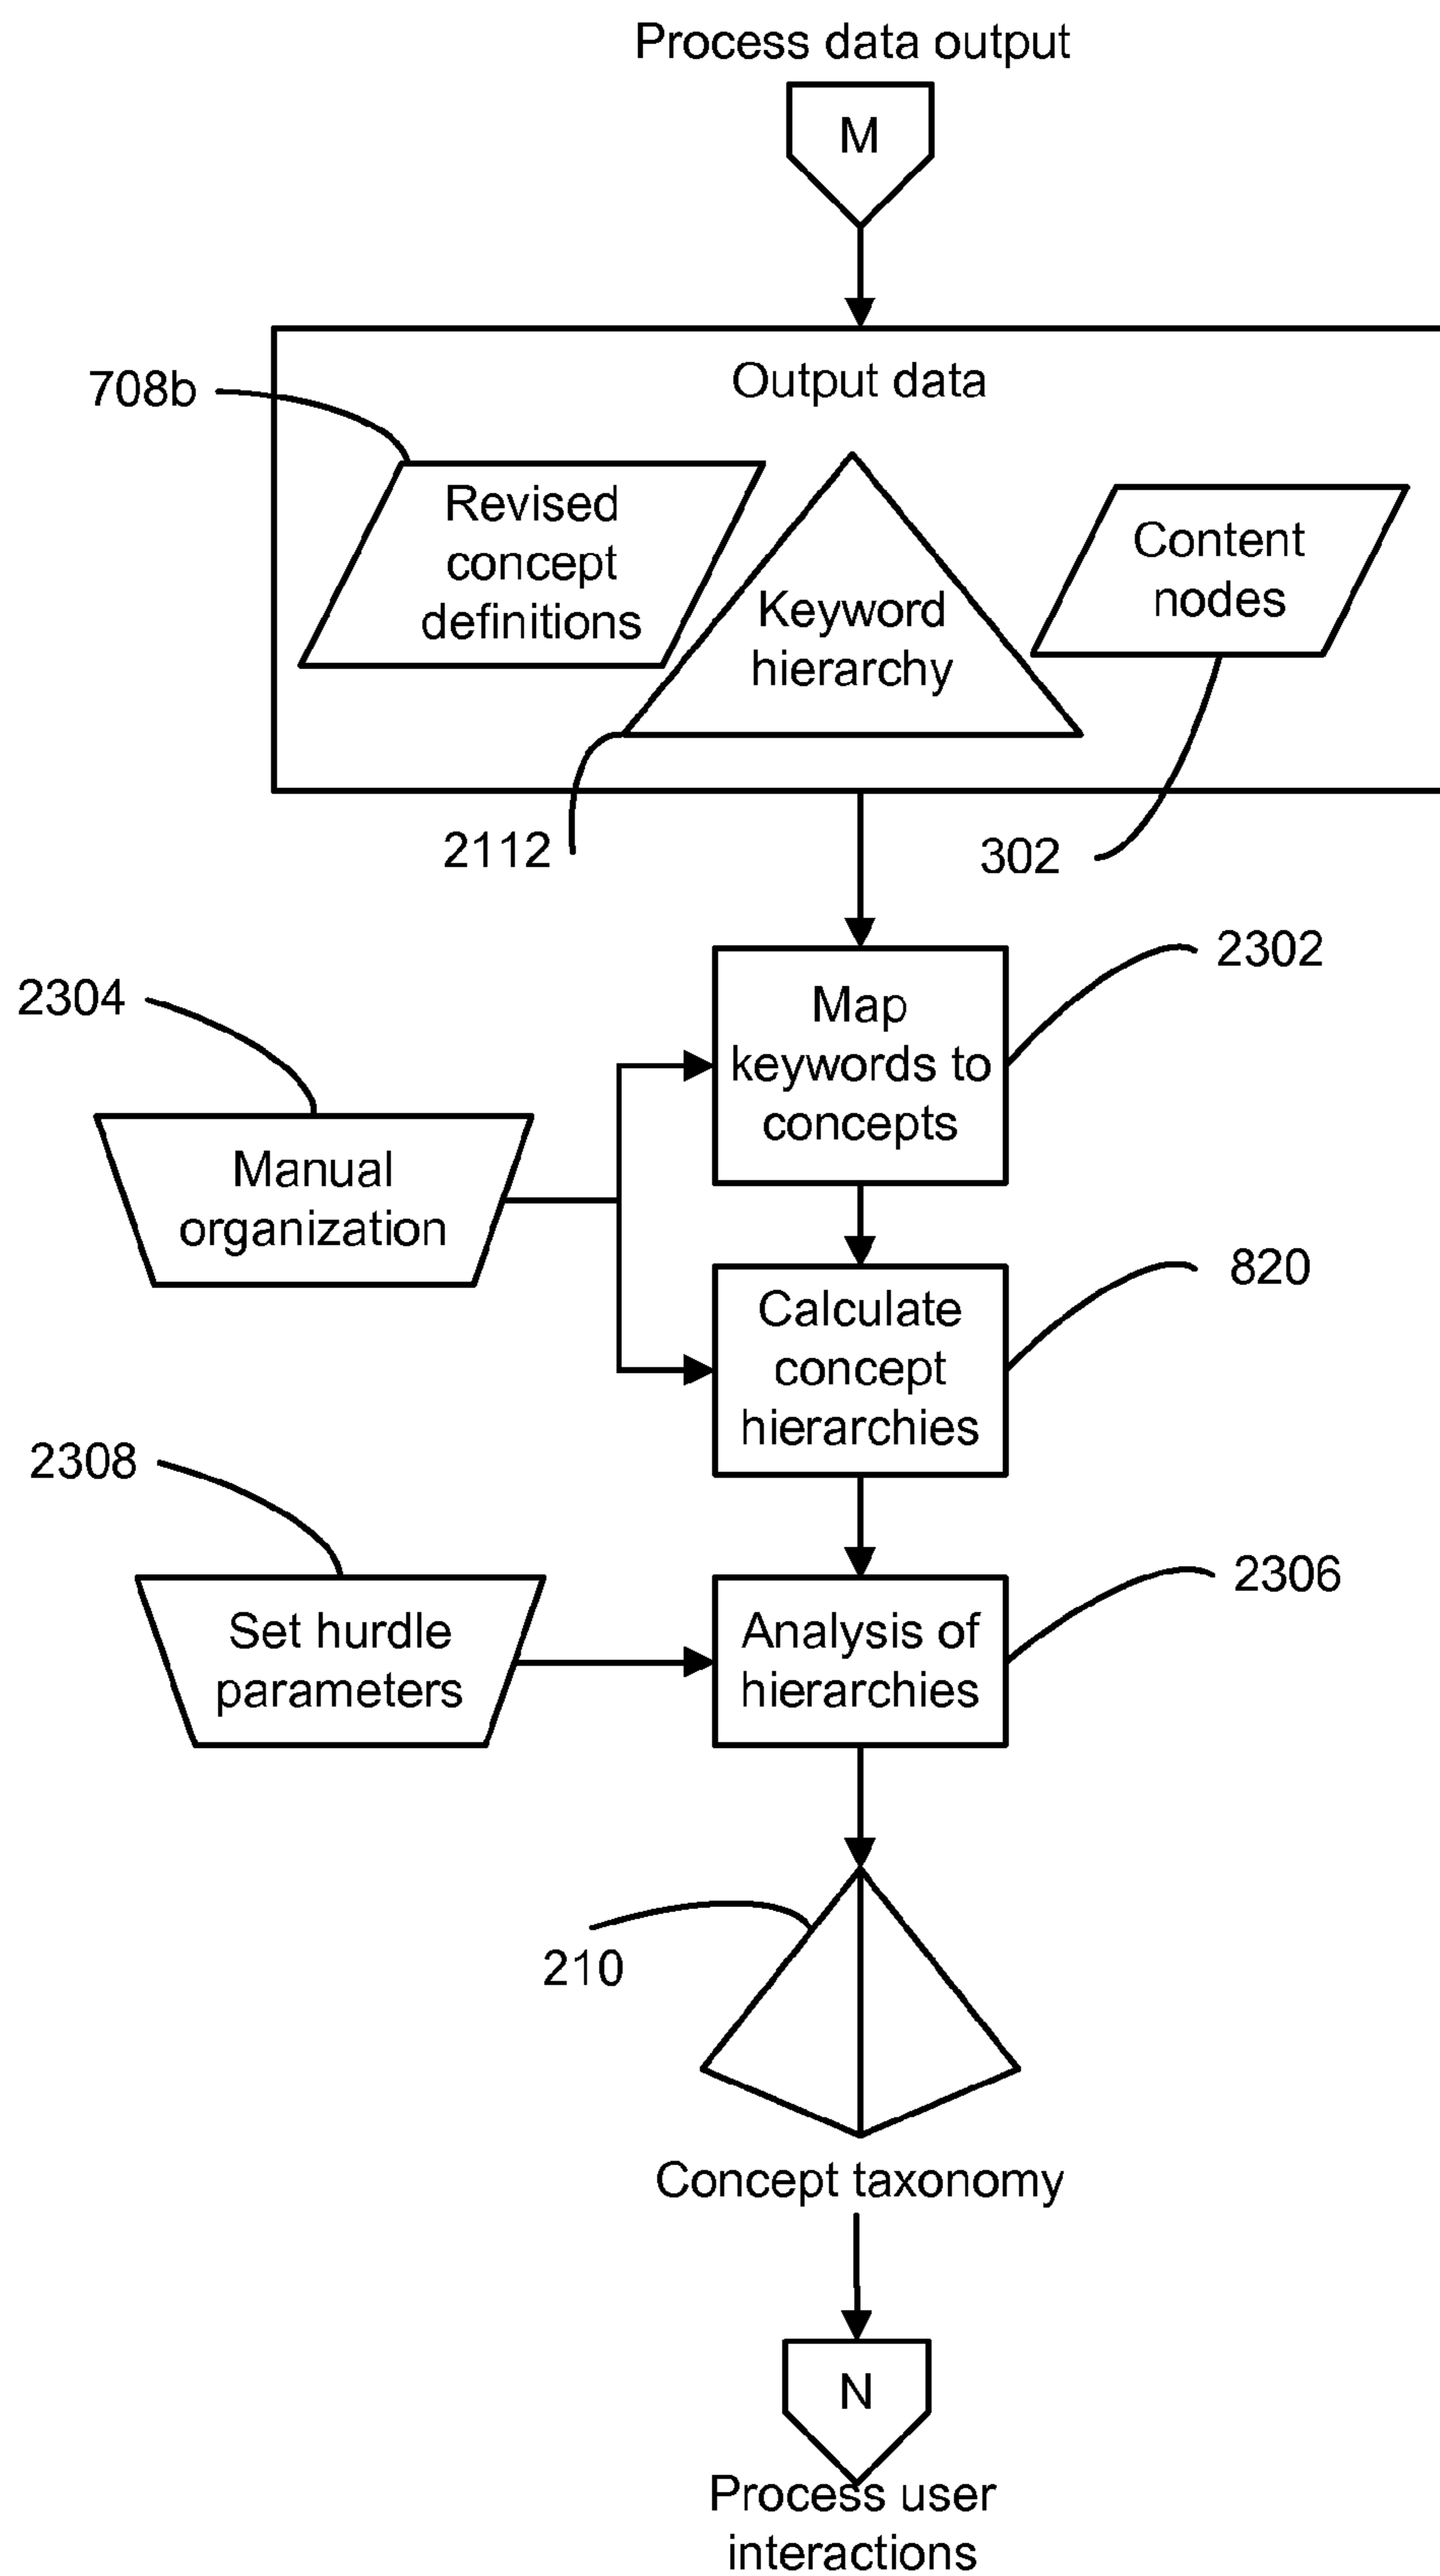 Process data output
M
Output data
708b
Revised
concept
definitions
Keyword
hierarchy
Content
nodes
2112
302
2302
2304
Map
keywords to
concepts
Manual
organization
820
Calculate
concept
hierarchies
2308
2306
Set hurdle
parameters
Analysis of
hierarchies
210
Concept taxonomy
N
Process user
interactions